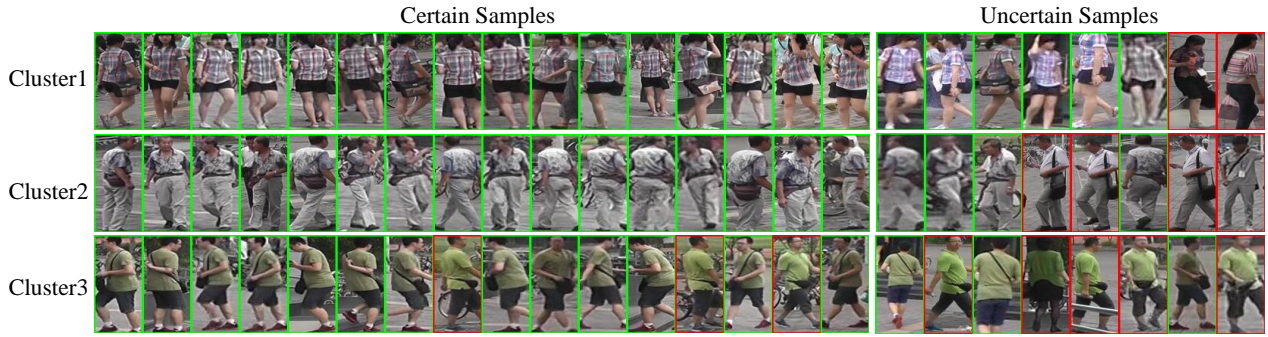 Certain Samples Uncertain Samples
Cluster1
Cluster2
Cluster3